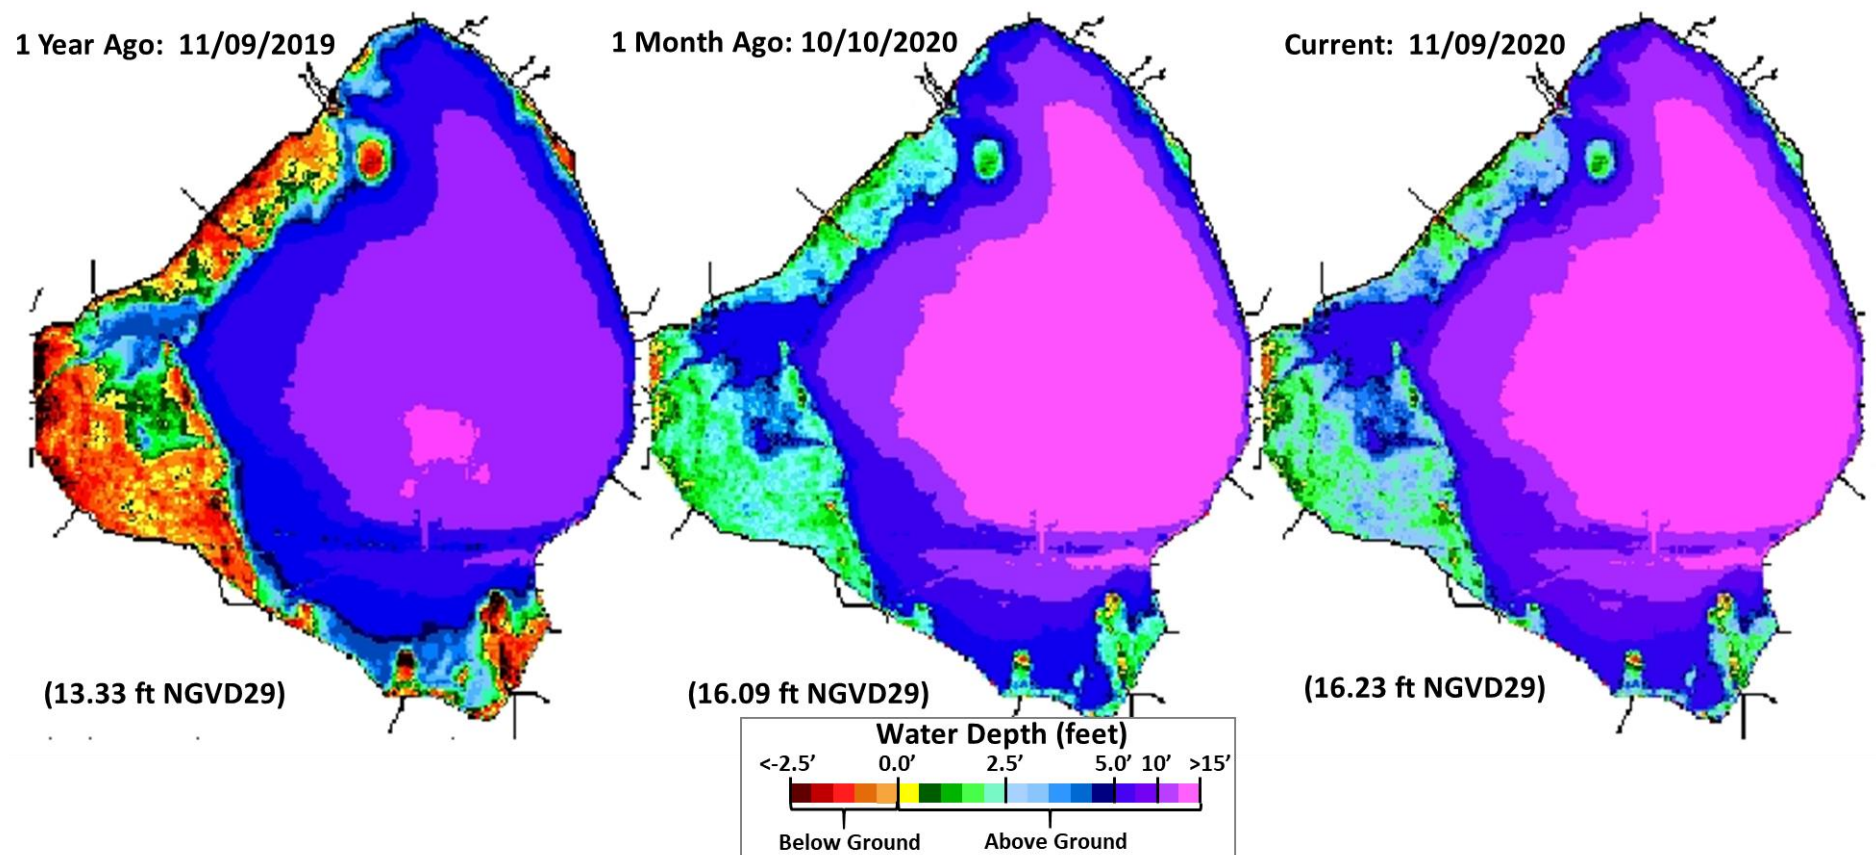 1 Year Ago:  11/09/2019
1 Month Ago: 10/10/2020
Current:  11/09/2020
(13.33 ft NGVD29)
(16.09 ft NGVD29)
(16.23 ft NGVD29)
Water Depth (feet)
<-2.5’ 0.0’ 2.5’ 5.0’ 10’ >15’
Below Ground Above Ground